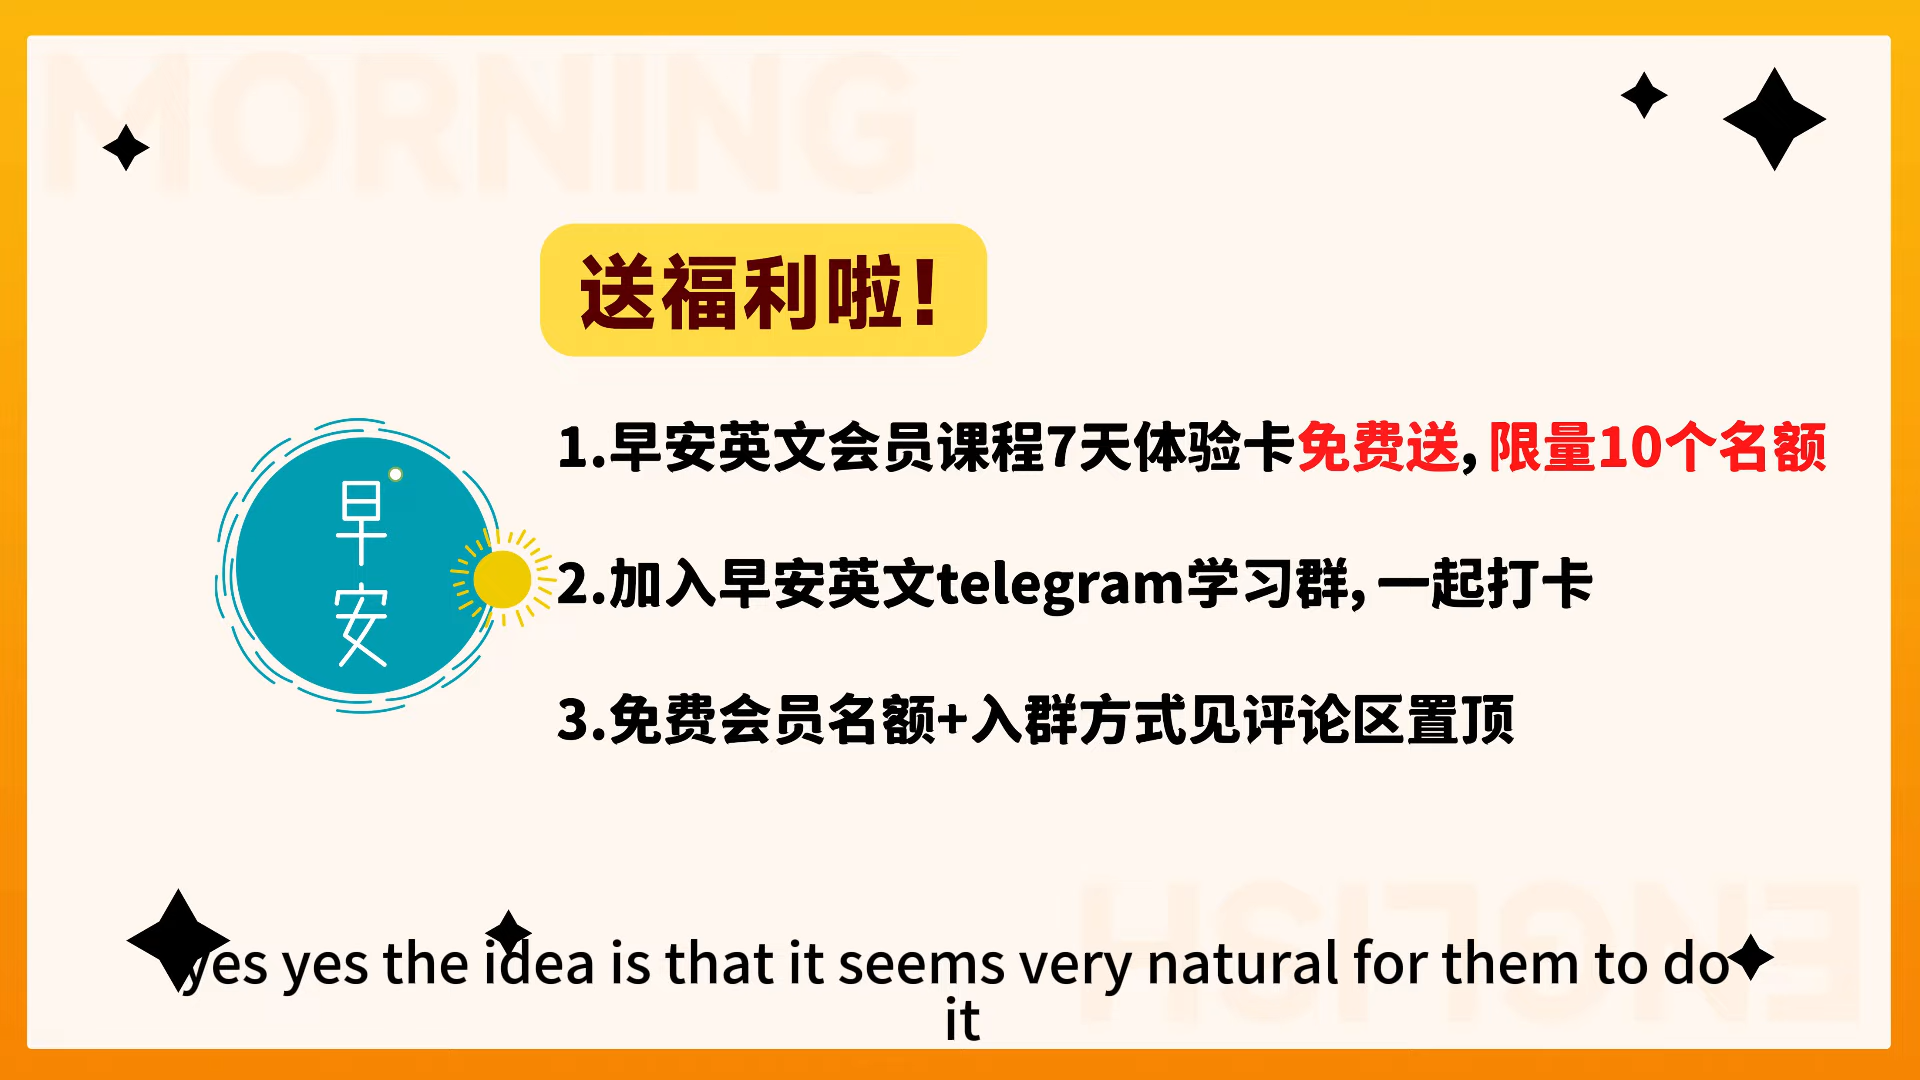 MORNING
送福利啦!
早安
1.早安英文会员课程7天体验卡免费送, 限量10个名额
2.加入早安英文telegram学习群, 一起打卡
3.免费会员名额+入群方式见评论区置顶
ENGLISH
yes yes the idea is that it seems very natural for them to do
it